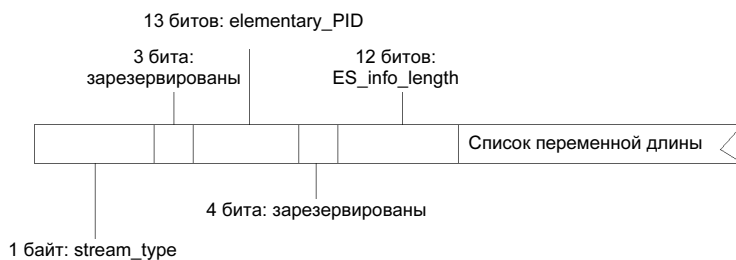 13 битов: elementary_PID
3 бита:
зарезервированы
12 битов:
ES_info_length
Список переменной длины
4 бита: зарезервированы
1 байт: stream_type